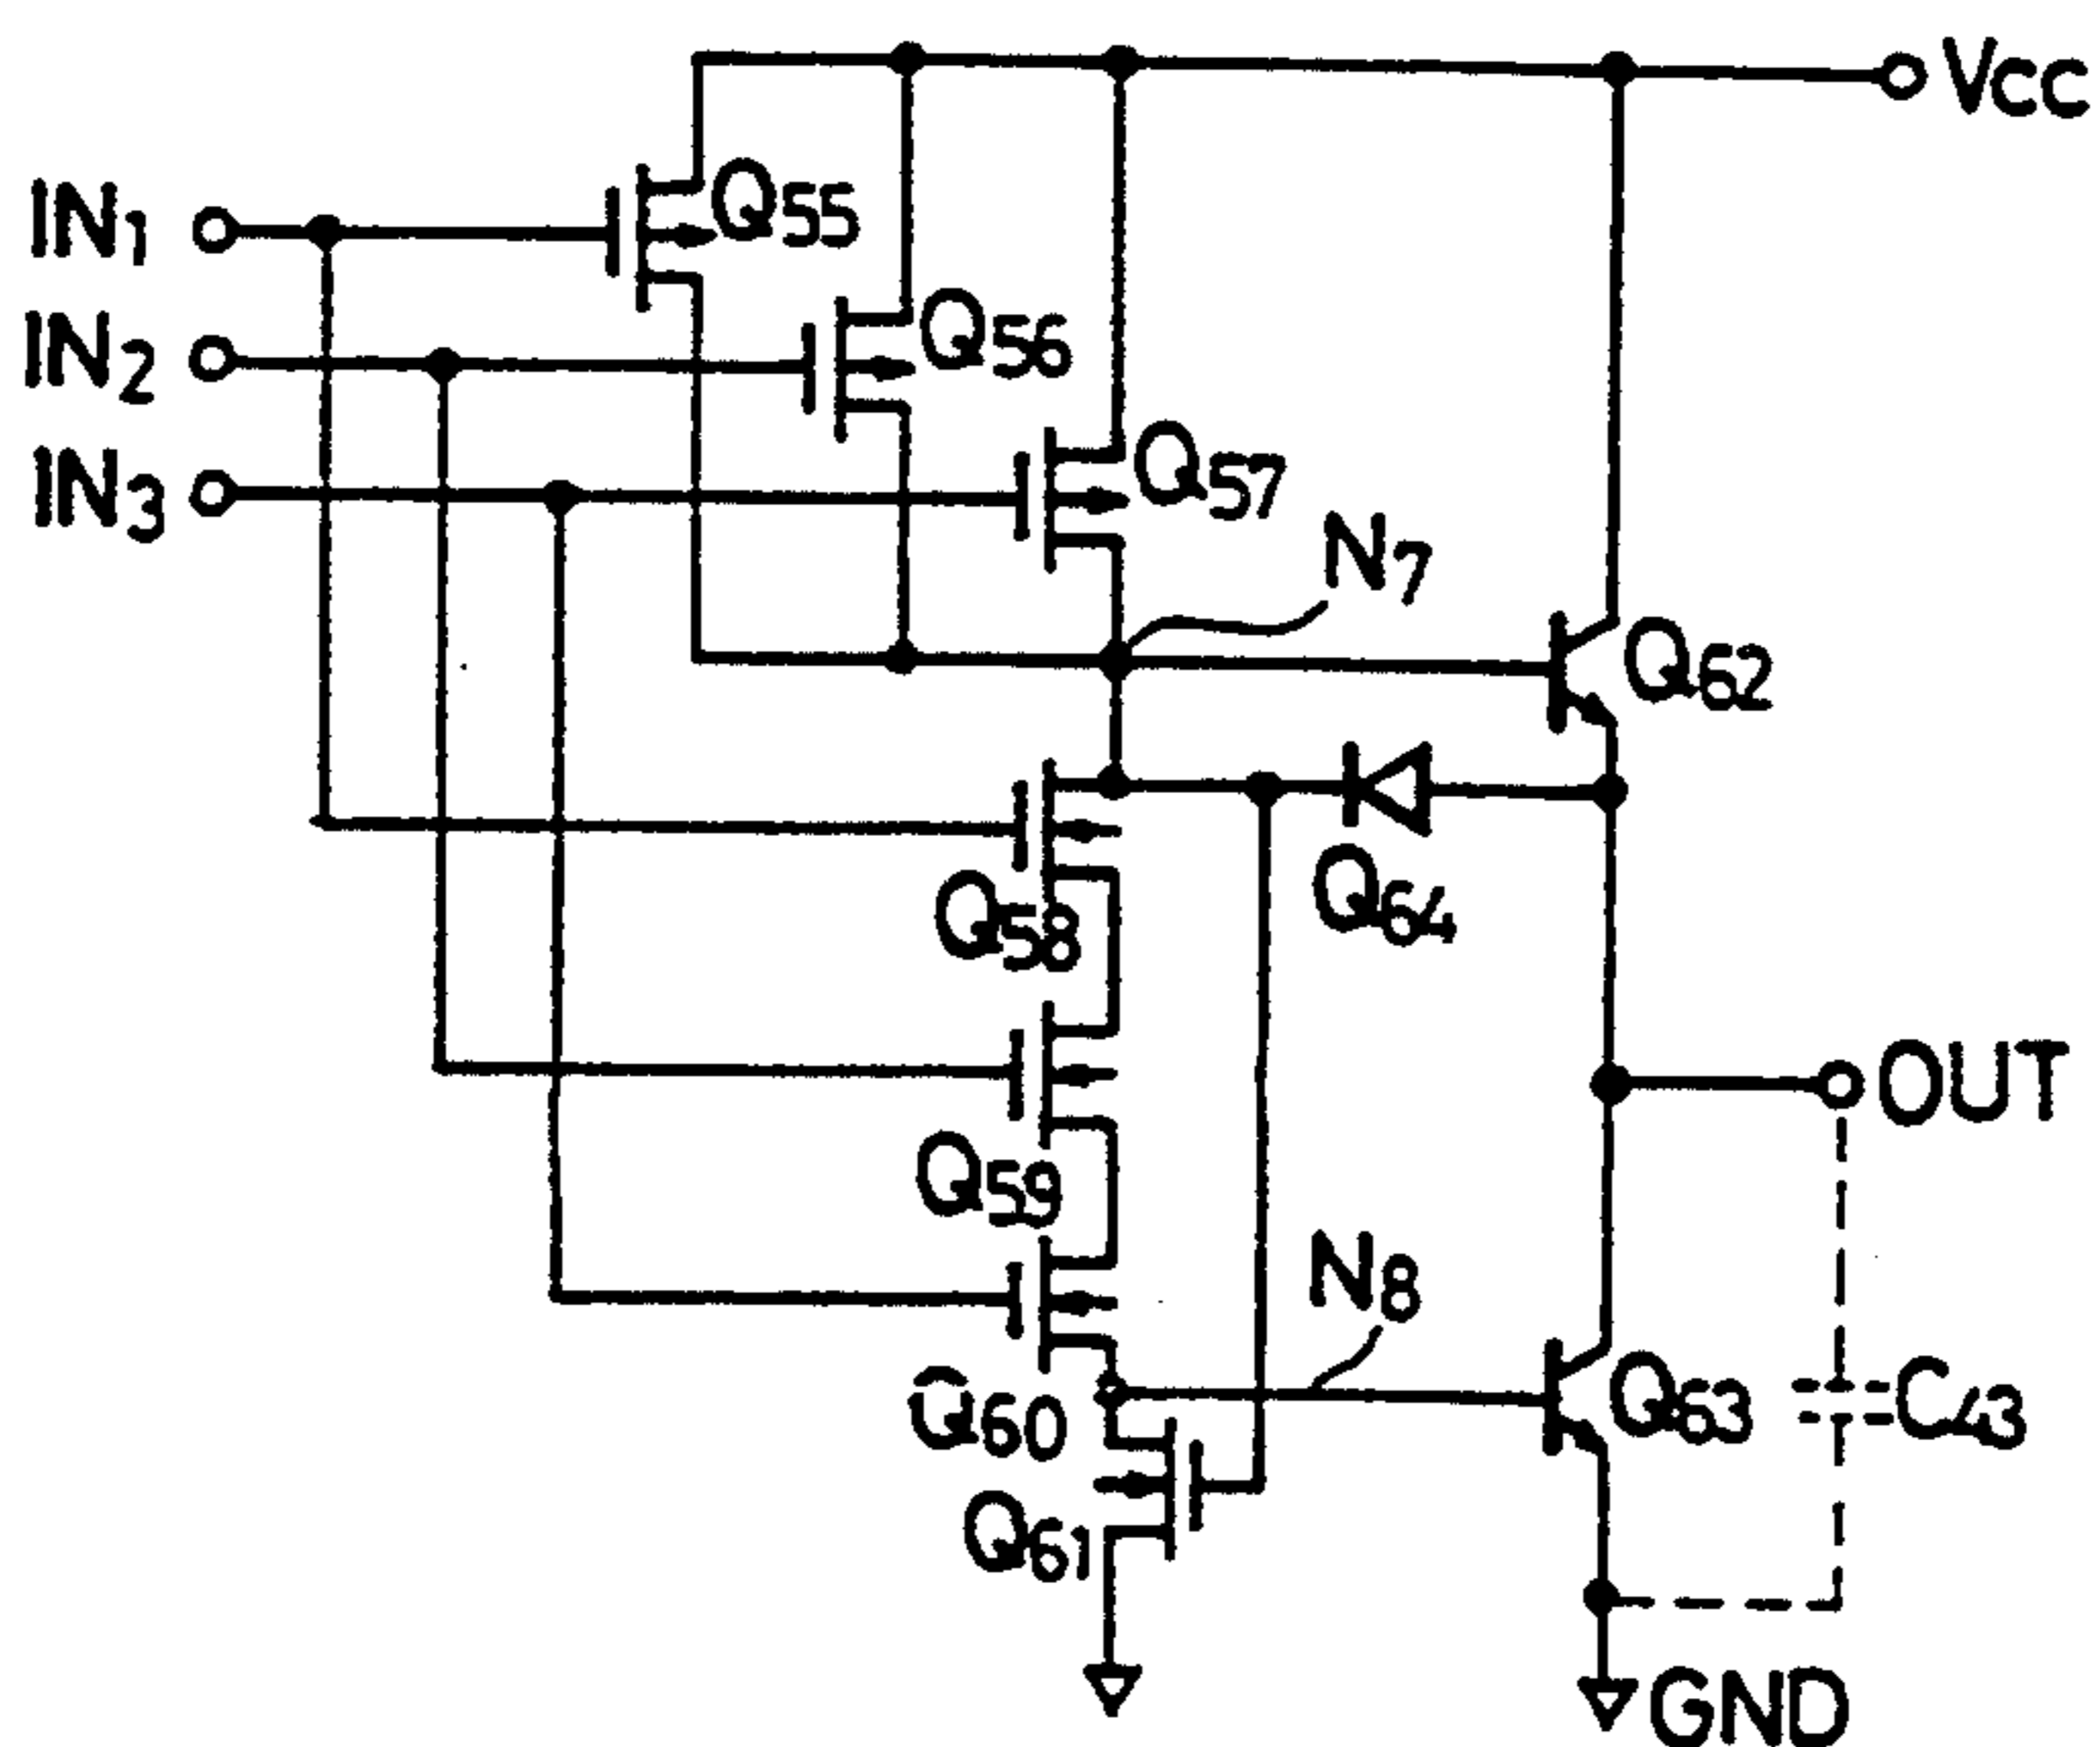 Vcc
IN1
Q55
IN2
Q56
IN3
Q57
N7
Q62
Q64
Q58
OUT
Q59
N8
Q60
Q63
C43
Q61
GND